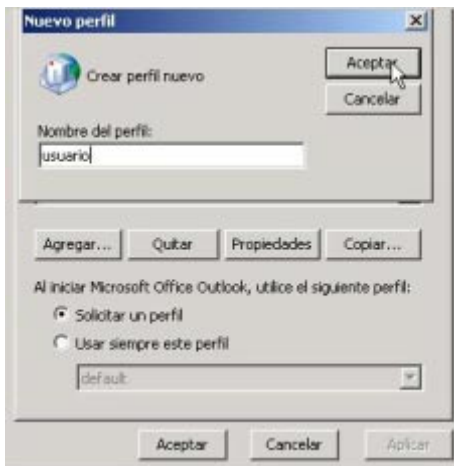 Nuevo perfil
Crear perfil nuevo
Aceptar
Cancelar
Nombre del perfil:
usuario
Agregar... Quitar Propiedades Copiar...
Al iniciar Microsoft Office Outlook, utilice el siguiente perfil:
Solicitar un perfil
Usar siempre este perfil
default
Aceptar Cancelar Aplicar